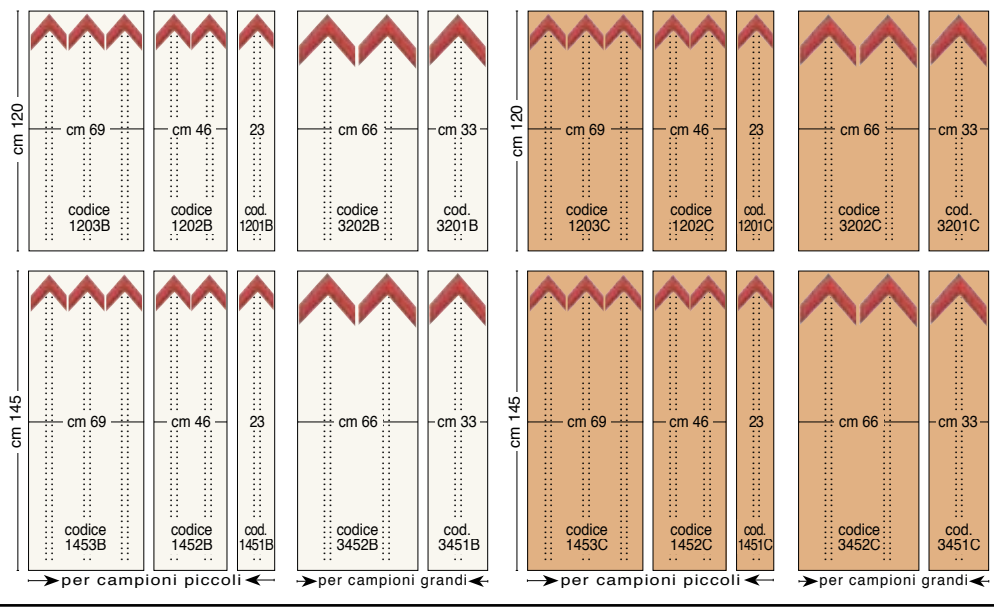 cm 120
cm 69
cm 46
23
cm 66
cm 33
codice
1203B
codice
1202B
cod.
1201B
codice
3202B
cod.
3201B
cm 120
cm 69
cm 46
23
cm 66
cm 33
codice
1203C
codice
1202C
cod.
1201C
codice
3202C
cod.
3201C
cm 145
cm 69
cm 46
23
cm 66
cm 33
codice
1453B
codice
1452B
cod.
1451B
codice
3452B
cod.
3451B
cm 145
cm 69
cm 46
23
cm 66
cm 33
codice
1453C
codice
1452C
cod.
1451C
codice
3452C
cod.
3451C
per campioni piccoli
per campioni grandi
per campioni piccoli
per campioni grandi